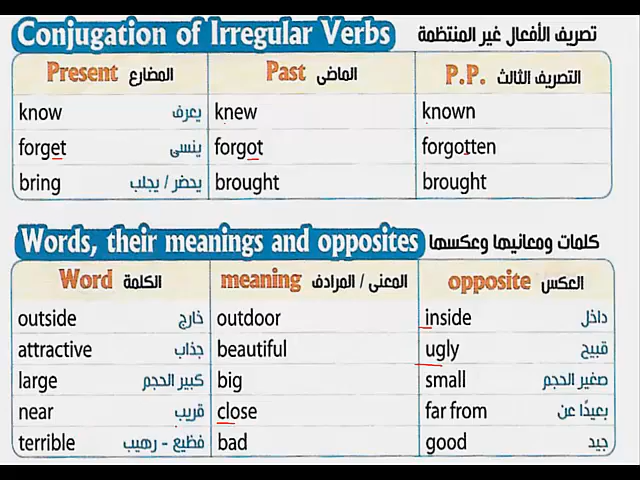 Conjugation of Irregular Verbs تصريف الأفعال غير المنتظمة
Present المضارع Past الماضى P.P. التصريف الثالث
know يعرف knew known
forget ينسى forgot forgotten
bring يحضر / يجلب brought brought
Words, their meanings and opposites كلمات ومعانيها وعكسها
Word الكلمة meaning المعنى / المرادف opposite العكس
outside خارج outdoor inside داخل
attractive جذاب beautiful ugly قبيح
large كبير الحجم big small صغير الحجم
near قريب close far from بعيدًا عن
terrible فظيع - رهيب bad good جيد